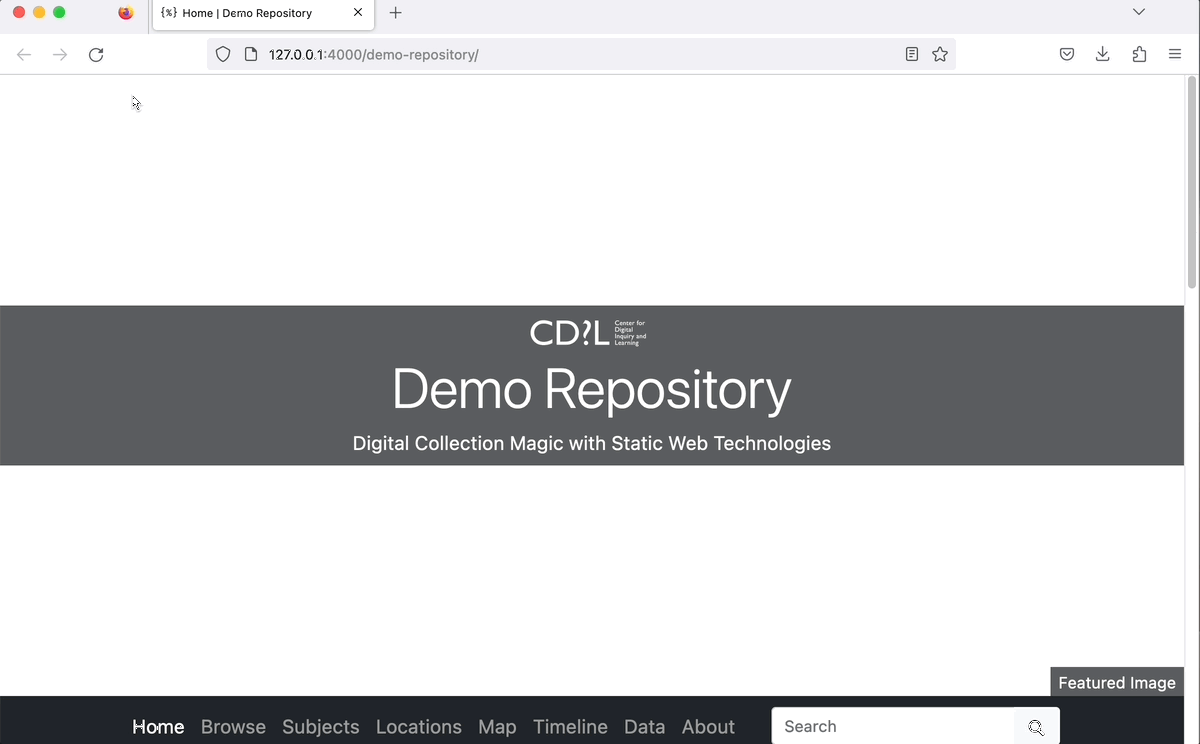 {%} Home | Demo Repository
127.0.0.1:4000/demo-repository/
CD?L Center for
Digital
Inquiry and
Learning
Demo Repository
Digital Collection Magic with Static Web Technologies
Featured Image
Home Browse Subjects Locations Map Timeline Data About Search